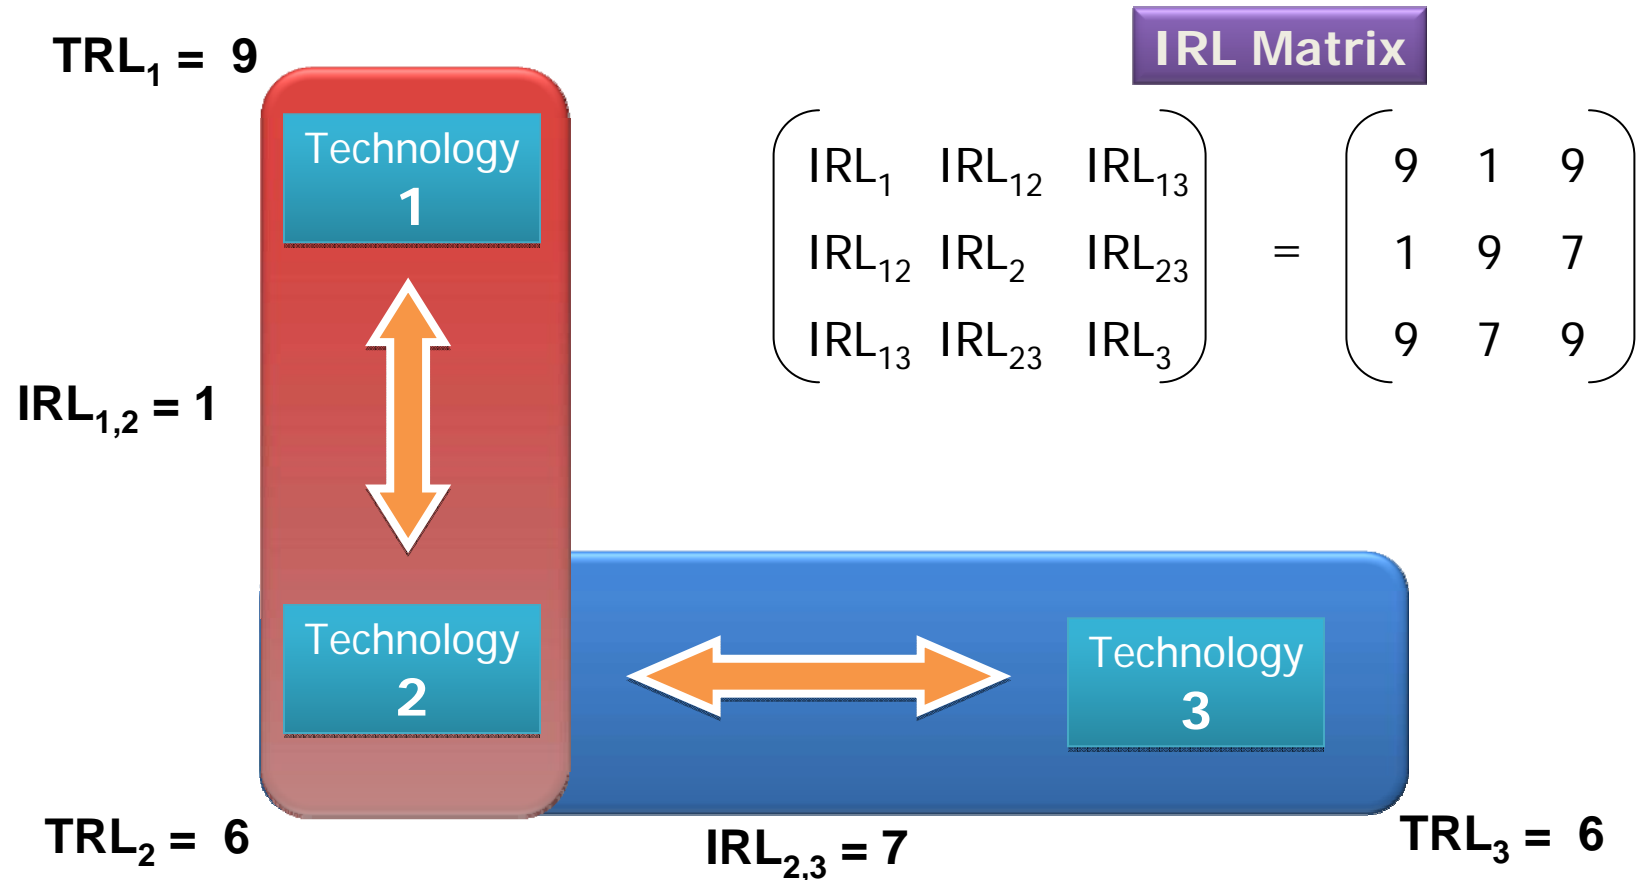 TRL₁ = 9
IRL Matrix
Technology
1
IRL₁ IRL₁₂ IRL₁₃ 9 1 9
IRL₁₂ IRL₂ IRL₂₃ = 1 9 7
IRL₁₃ IRL₂₃ IRL₃ 9 7 9
IRL₁,₂ = 1
Technology
2
Technology
3
TRL₂ = 6
IRL₂,₃ = 7
TRL₃ = 6